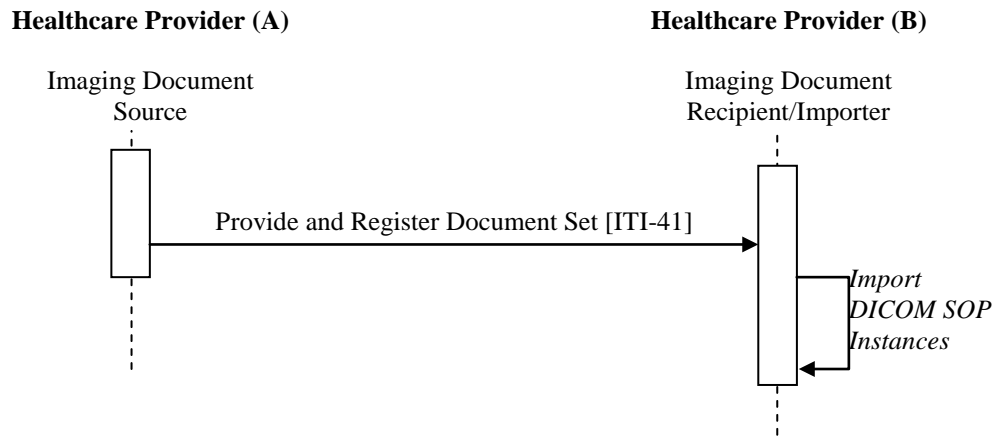 Healthcare Provider (A)
Healthcare Provider (B)
Imaging Document
Source
Imaging Document
Recipient/Importer
Provide and Register Document Set [ITI-41]
Import
DICOM SOP
Instances